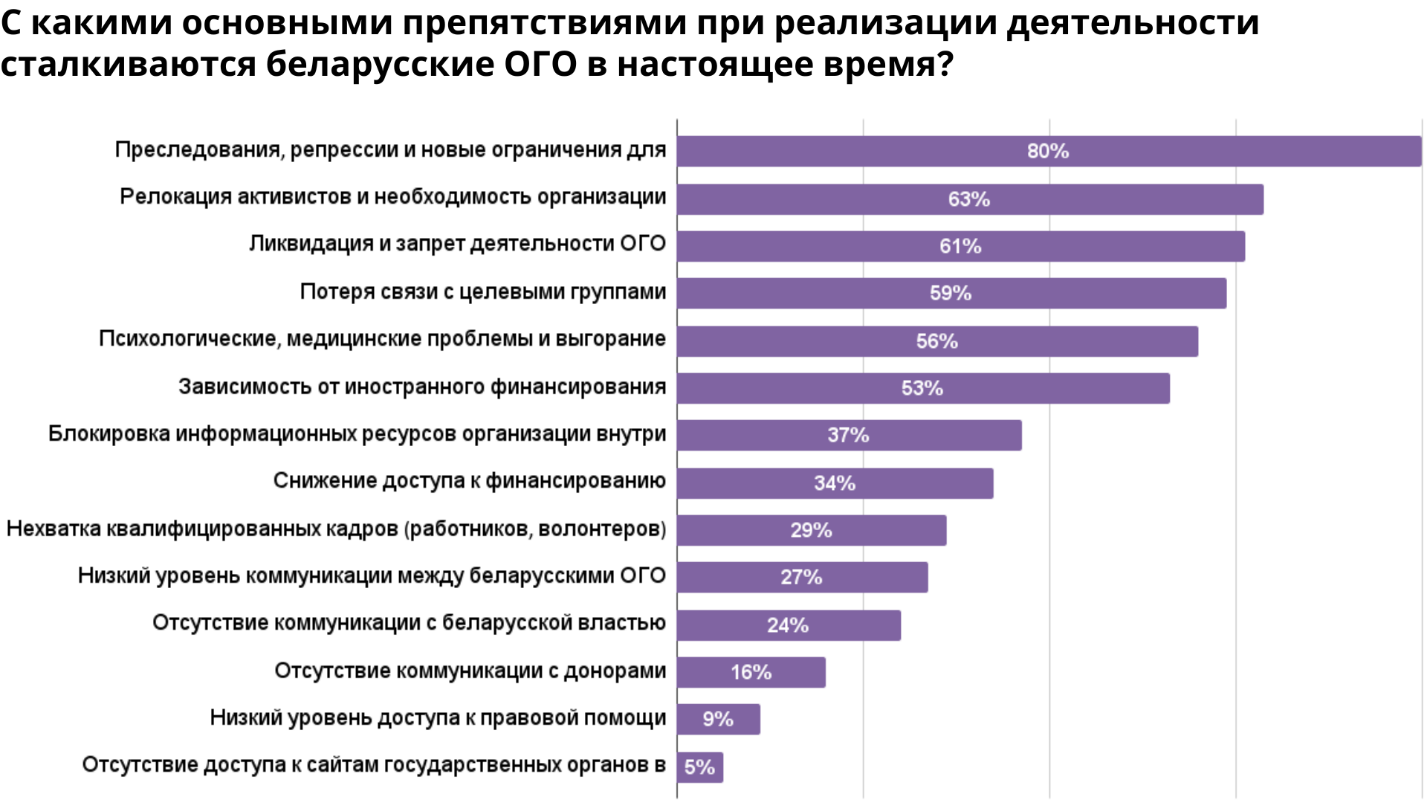 С какими основными препятствиями при реализации деятельности
сталкиваются беларусские ОГО в настоящее время?
Преследования, репрессии и новые ограничения для
80%
Релокация активистов и необходимость организации
63%
Ликвидация и запрет деятельности ОГО
61%
Потеря связи с целевыми группами
59%
Психологические, медицинские проблемы и выгорание
56%
Зависимость от иностранного финансирования
53%
Блокировка информационных ресурсов организации внутри
37%
Снижение доступа к финансированию
34%
Нехватка квалифицированных кадров (работников, волонтеров)
29%
Низкий уровень коммуникации между беларусскими ОГО
27%
Отсутствие коммуникации с беларусской властью
24%
Отсутствие коммуникации с донорами
16%
Низкий уровень доступа к правовой помощи
9%
Отсутствие доступа к сайтам государственных органов в
5%